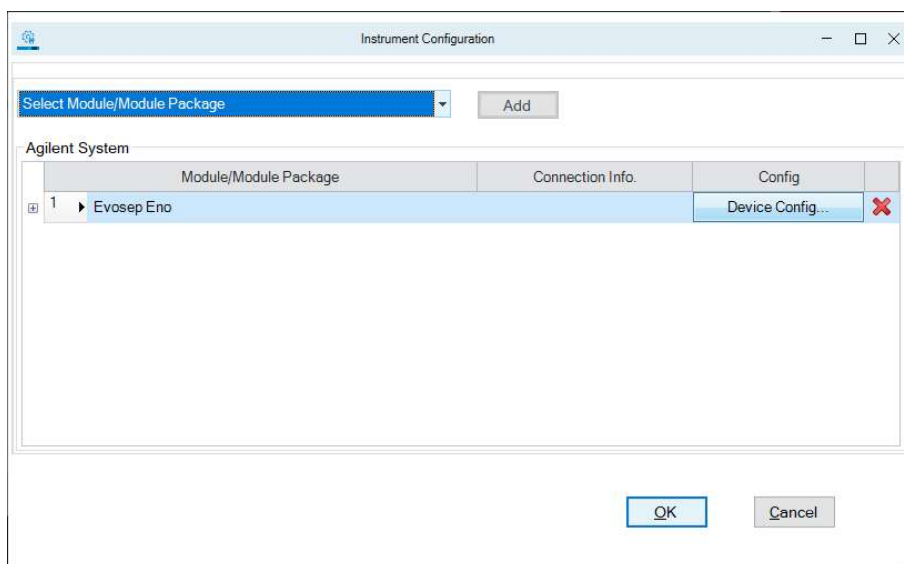 Instrument Configuration
Select Module/Module Package
Add
Agilent System
Module/Module Package Connection Info. Config
1 Evosep Eno Device Config...
OK Cancel